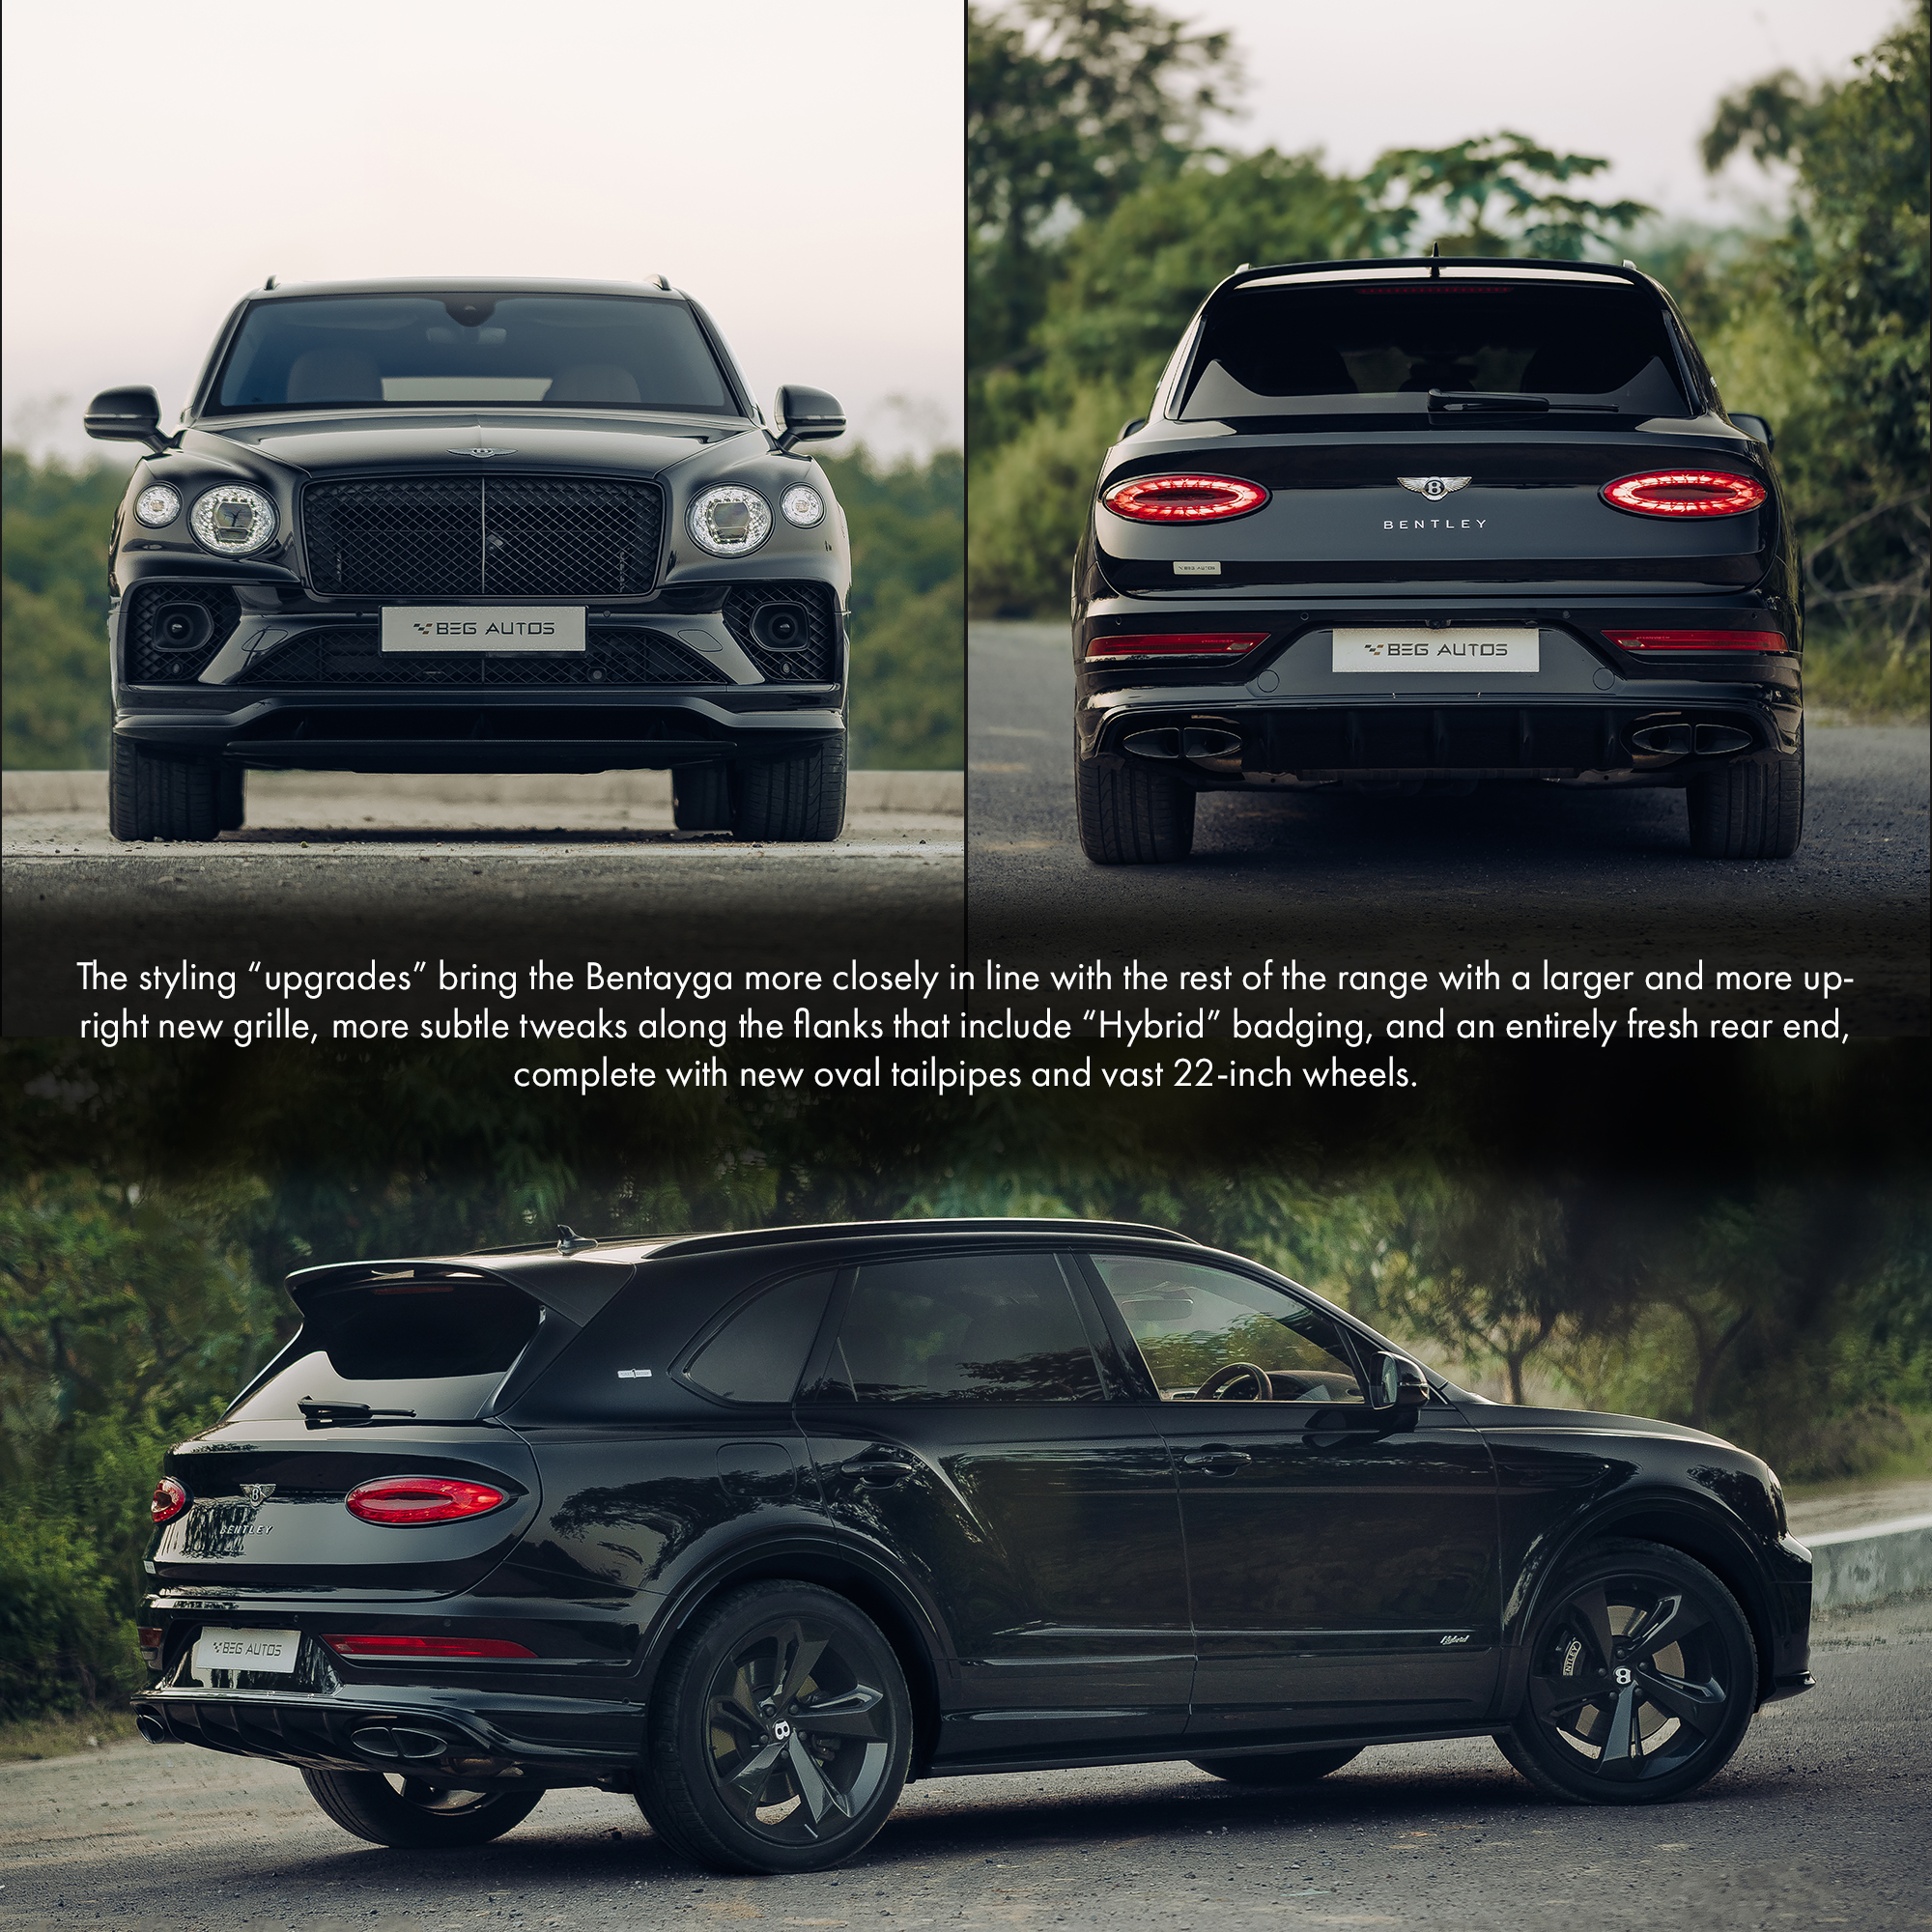 BEG AUTOS
BENTLEY
BEG AUTOS
BEG AUTOS
The styling “upgrades” bring the Bentayga more closely in line with the rest of the range with a larger and more up-
right new grille, more subtle tweaks along the flanks that include “Hybrid” badging, and an entirely fresh rear end,
complete with new oval tailpipes and vast 22-inch wheels.
BENTLEY
BEG AUTOS
Hybrid
B
B